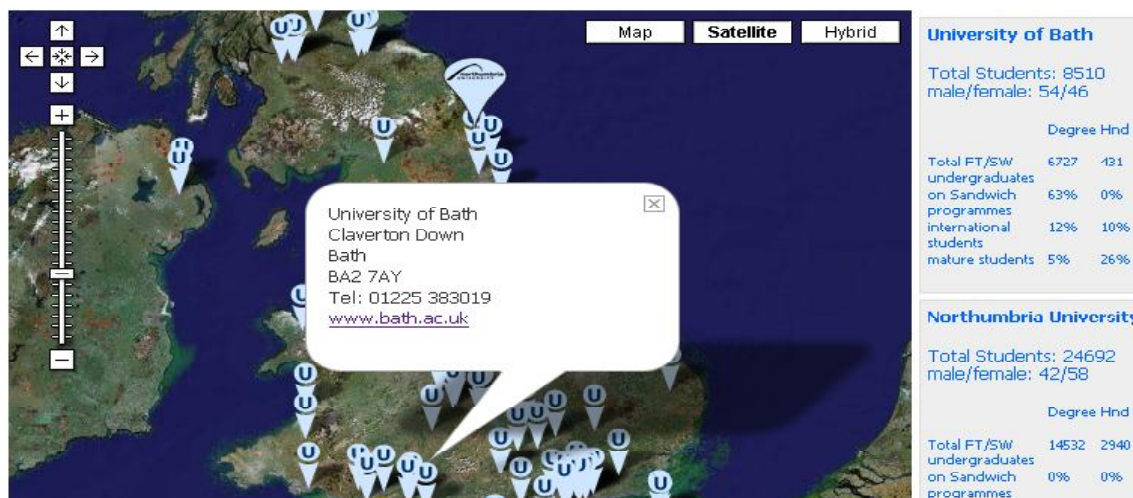 Map
Satellite
Hybrid
northumbria
UNIVERSITY
University of Bath
Claverton Down
Bath
BA2 7AY
Tel: 01225 383019
www.bath.ac.uk
University of Bath
Total Students: 8510
male/female: 54/46
Degree Hnd
Total FT/SW 6727 431
undergraduates
on Sandwich 63% 0%
programmes
international 12% 10%
students
mature students 5% 26%
Northumbria University
Total Students: 24692
male/female: 42/58
Degree Hnd
Total FT/SW 14532 2940
undergraduates
on Sandwich 0% 0%
programmes